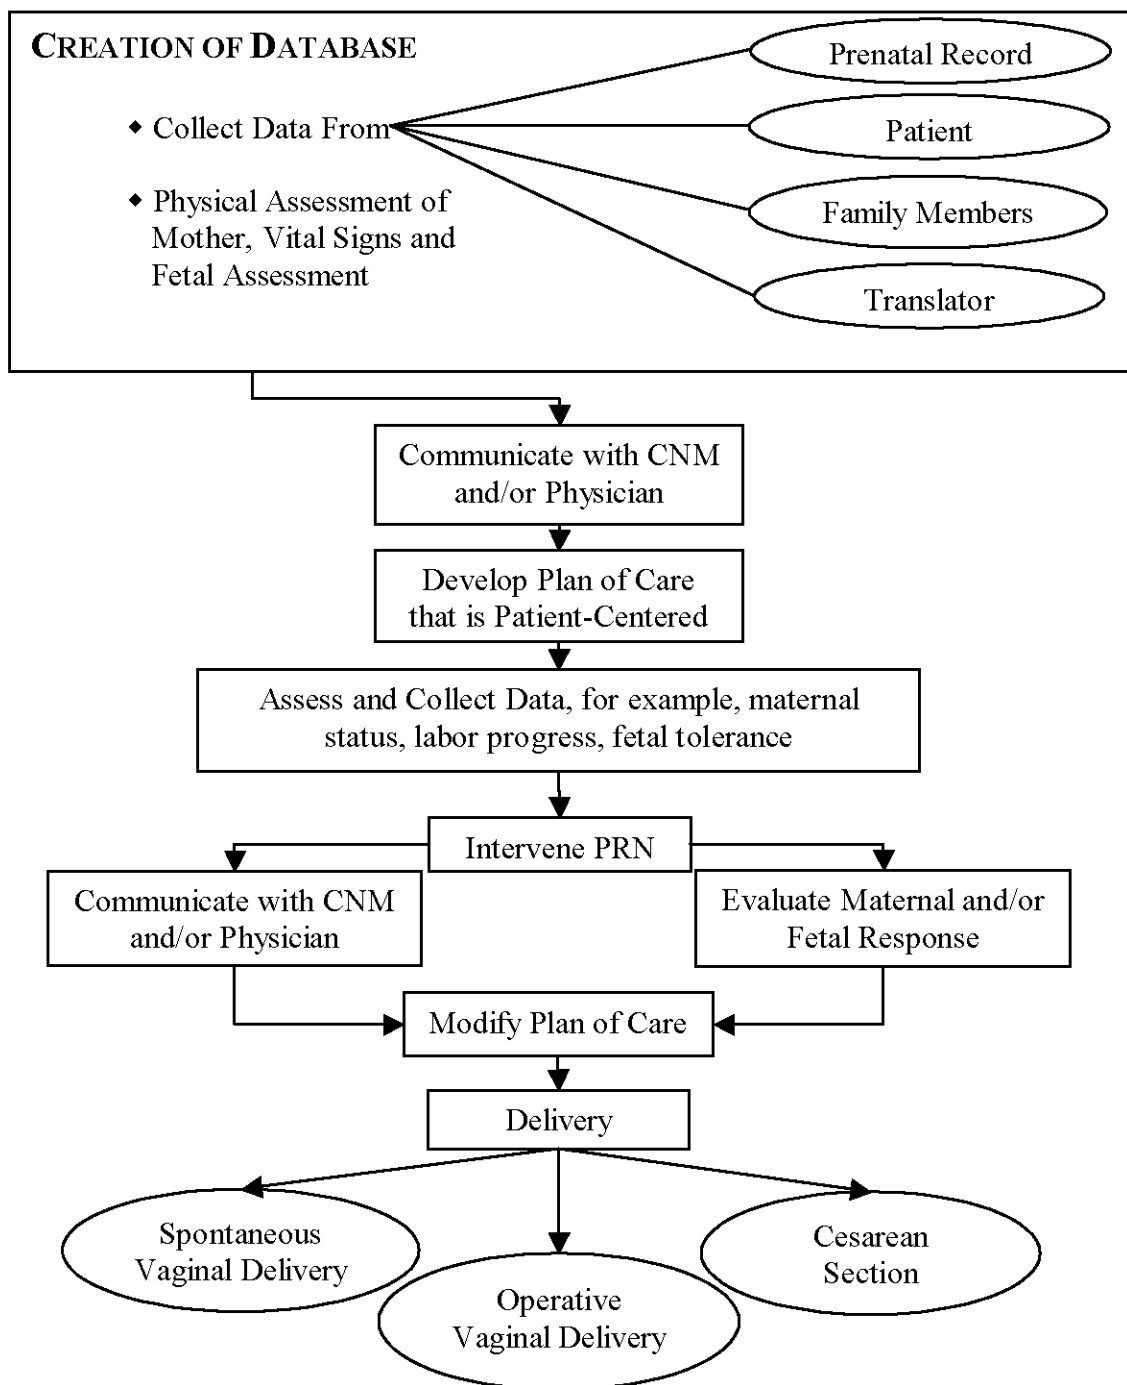 CREATION OF DATABASE
◆ Collect Data From
Prenatal Record
Patient
Family Members
Translator
◆ Physical Assessment of
Mother, Vital Signs and
Fetal Assessment
Communicate with CNM
and/or Physician
Develop Plan of Care
that is Patient-Centered
Assess and Collect Data, for example, maternal
status, labor progress, fetal tolerance
Intervene PRN
Communicate with CNM
and/or Physician
Evaluate Maternal and/or
Fetal Response
Modify Plan of Care
Delivery
Spontaneous
Vaginal Delivery
Operative
Vaginal Delivery
Cesarean
Section